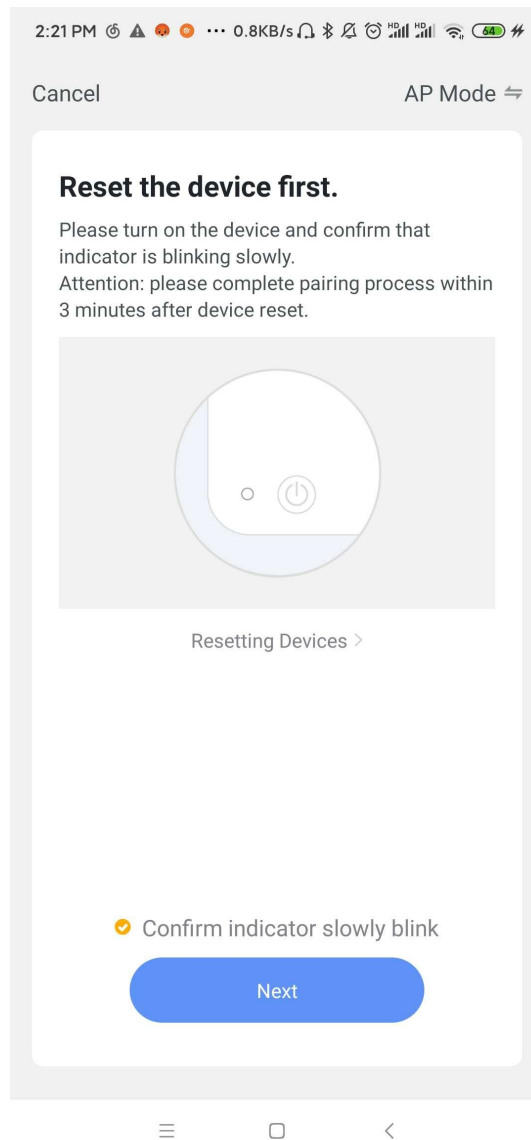 2:21 PM ··· 0.8KB/s HD HD 64
Cancel AP Mode
Reset the device first.
Please turn on the device and confirm that
indicator is blinking slowly.
Attention: please complete pairing process within
3 minutes after device reset.
Resetting Devices >
Confirm indicator slowly blink
Next